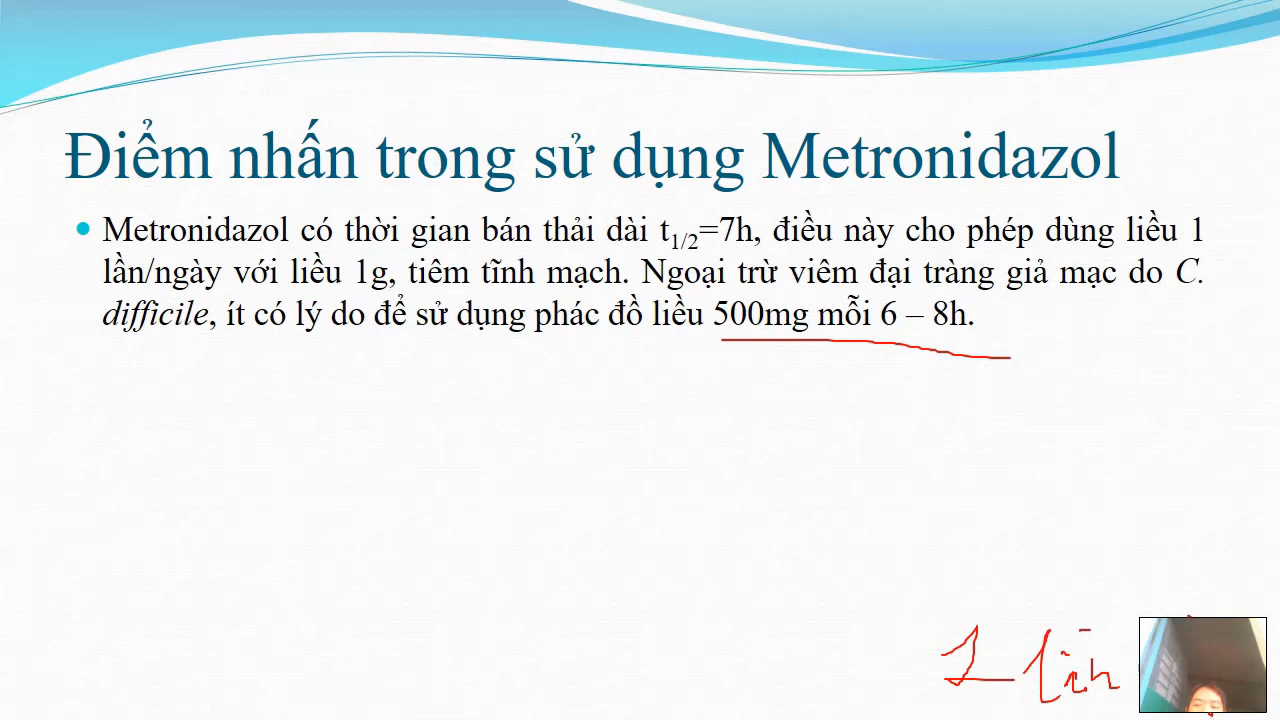 Điểm nhấn trong sử dụng Metronidazol
Metronidazol có thời gian bán thải dài t1/2=7h, điều này cho phép dùng liều 1
lần/ngày với liều 1g, tiêm tĩnh mạch. Ngoại trừ viêm đại tràng giả mạc do C.
difficile, ít có lý do để sử dụng phác đồ liều 500mg mỗi 6 – 8h.
1 lần